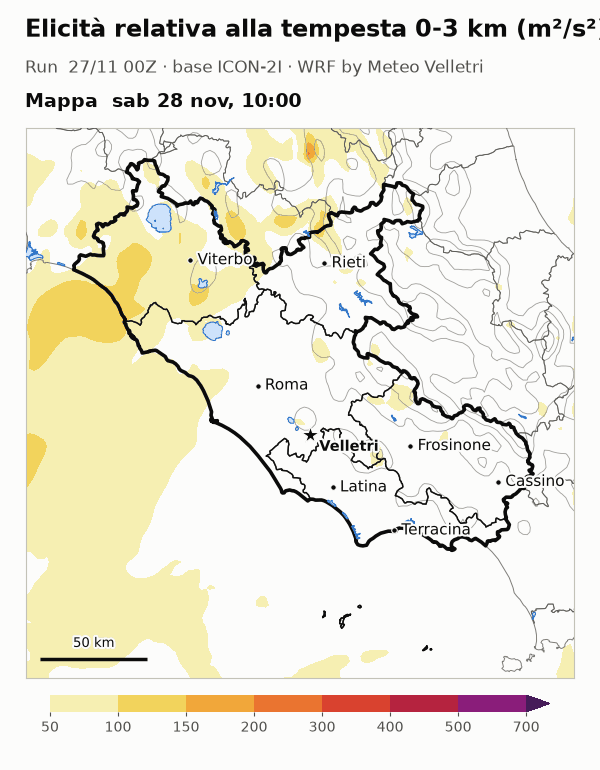 Elicità relativa alla tempesta 0-3 km (m²/s²)
Run 27/11 00Z · base ICON-2I · WRF by Meteo Velletri
Mappa sab 28 nov, 10:00
Viterbo
Rieti
Roma
Velletri
Frosinone
Cassino
Latina
Terracina
50 km
50 100 150 200 300 400 500 700